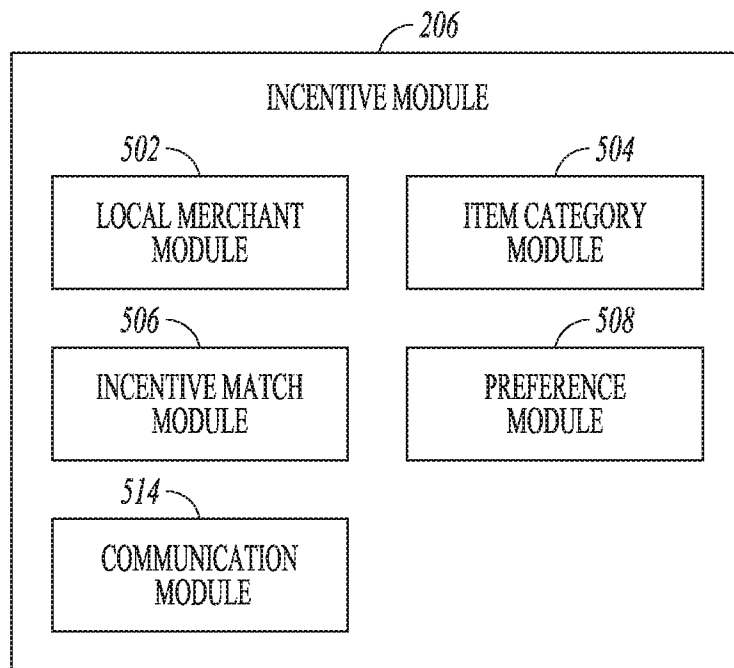 206
INCENTIVE MODULE
502
LOCAL MERCHANT
MODULE
504
ITEM CATEGORY
MODULE
506
INCENTIVE MATCH
MODULE
508
PREFERENCE
MODULE
514
COMMUNICATION
MODULE